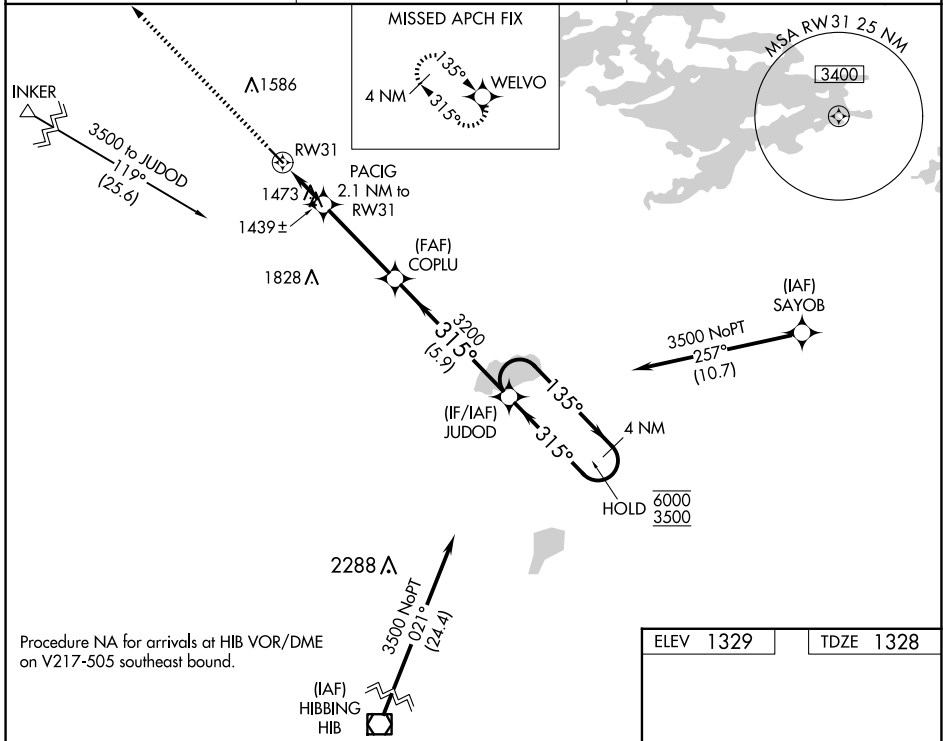 MISSED APCH FIX
135°
WELVO
4 NM
315°
MSA RW31 25 NM
3400
1586
INKER
3500 to JUDOD
119°
(25.6)
RW31
1473
PACIG
2.1 NM to
RW31
1439±
(FAF)
COPLU
1828
3200
315°
(5.9)
(IAF)
SAYOB
3500 NoPT
257°
(10.7)
(IF/IAF)
JUDOD
135°
315°
4 NM
HOLD
6000
3500
2288
3500 NoPT
021°
(24.4)
Procedure NA for arrivals at HIB VOR/DME
on V217-505 southeast bound.
(IAF)
HIBBING
HIB
ELEV 1329
TDZE 1328